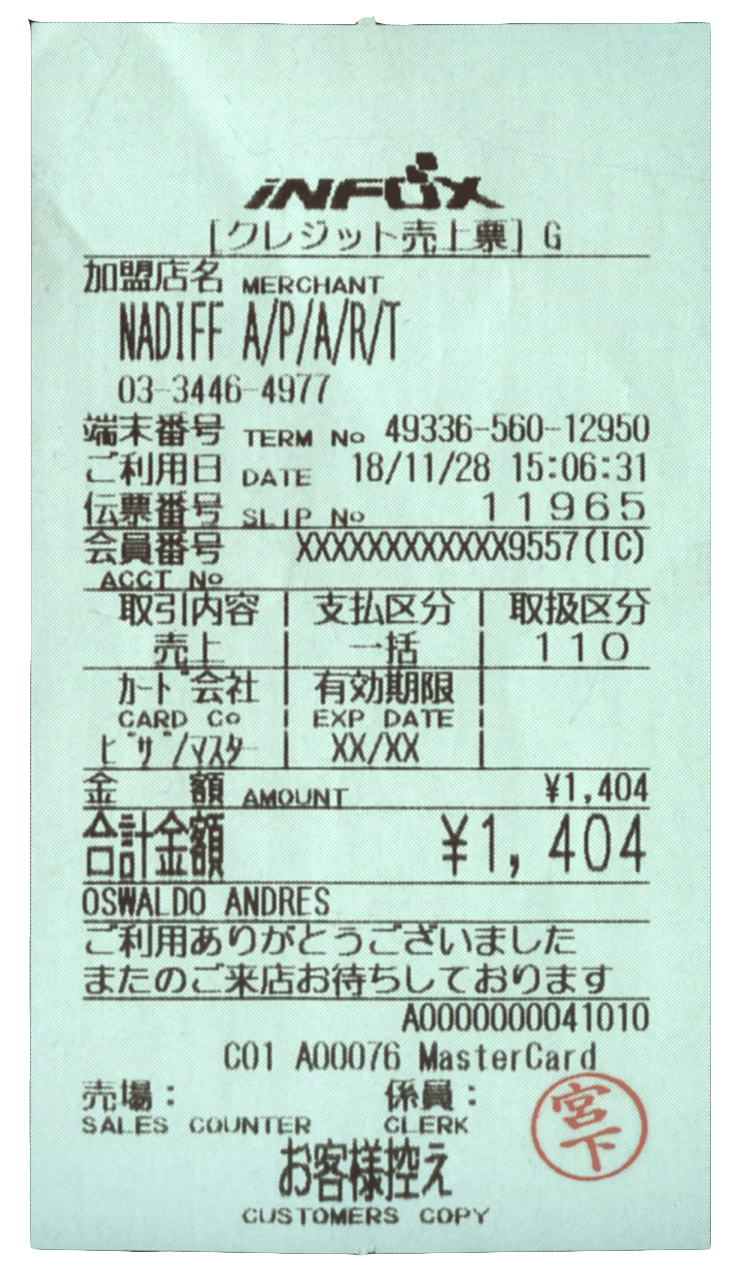 INFOX
[クレジット売上票] G
加盟店名 MERCHANT
NADIFF A/P/A/R/T
03-3446-4977
端末番号 TERM No 49336-560-12950
ご利用日 DATE 18/11/28 15:06:31
伝票番号 SLIP No 11965
会員番号 XXXXXXXXXXXX9557(IC)
ACCT No
取引内容 | 支払区分 | 取扱区分
売上 | 一括 | 110
カード会社 | 有効期限 |
CARD Co | EXP DATE |
ビザ/マスター | XX/XX |
金 額 AMOUNT ¥1,404
合計金額 ¥1,404
OSWALDO ANDRES
ご利用ありがとうございました
またのご来店お待ちしております
A0000000041010
C01 A00076 MasterCard
売場: 係員:
SALES COUNTER CLERK
宮下
お客様控え
CUSTOMERS COPY